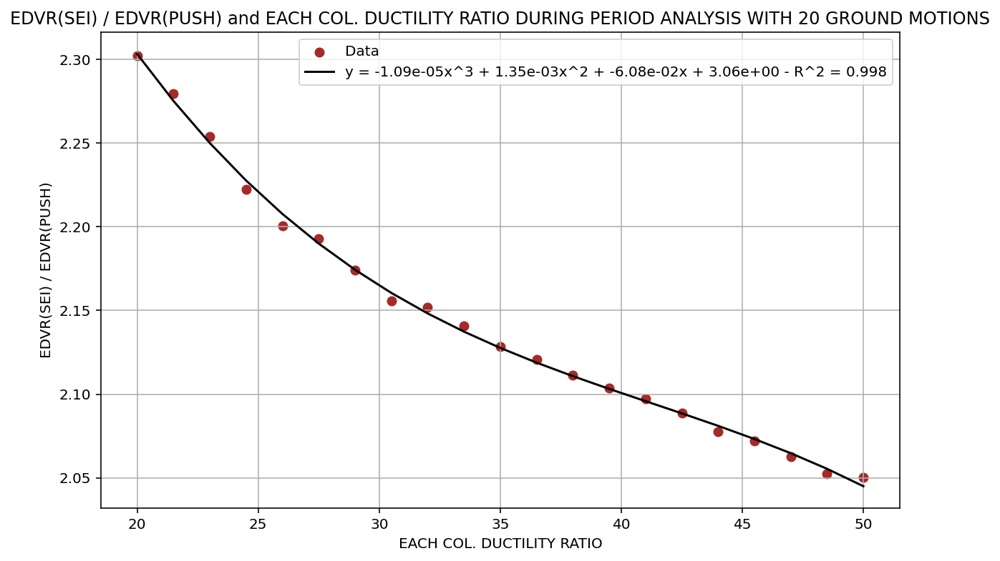 EDVR(SEI) / EDVR(PUSH) and EACH COL. DUCTILITY RATIO DURING PERIOD ANALYSIS WITH 20 GROUND MOTIONS
Data
y = -1.09e-05x^3 + 1.35e-03x^2 + -6.08e-02x + 3.06e+00 - R^2 = 0.998
EDVR(SEI) / EDVR(PUSH)
2.30
2.25
2.20
2.15
2.10
2.05
20 25 30 35 40 45 50
EACH COL. DUCTILITY RATIO